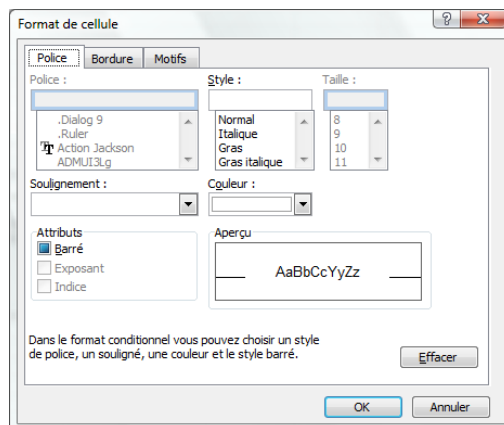 Format de cellule
Police Bordure Motifs
Police : Style : Taille :
.Dialog 9 Normal 8
.Ruler Italique 9
Action Jackson Gras 10
ADMUI3Lg Gras italique 11
Soulignement : Couleur :
Attributs Aperçu
Barré
Exposant AaBbCcYyZz
Indice
Dans le format conditionnel vous pouvez choisir un style
de police, un souligné, une couleur et le style barré.
Effacer
OK Annuler